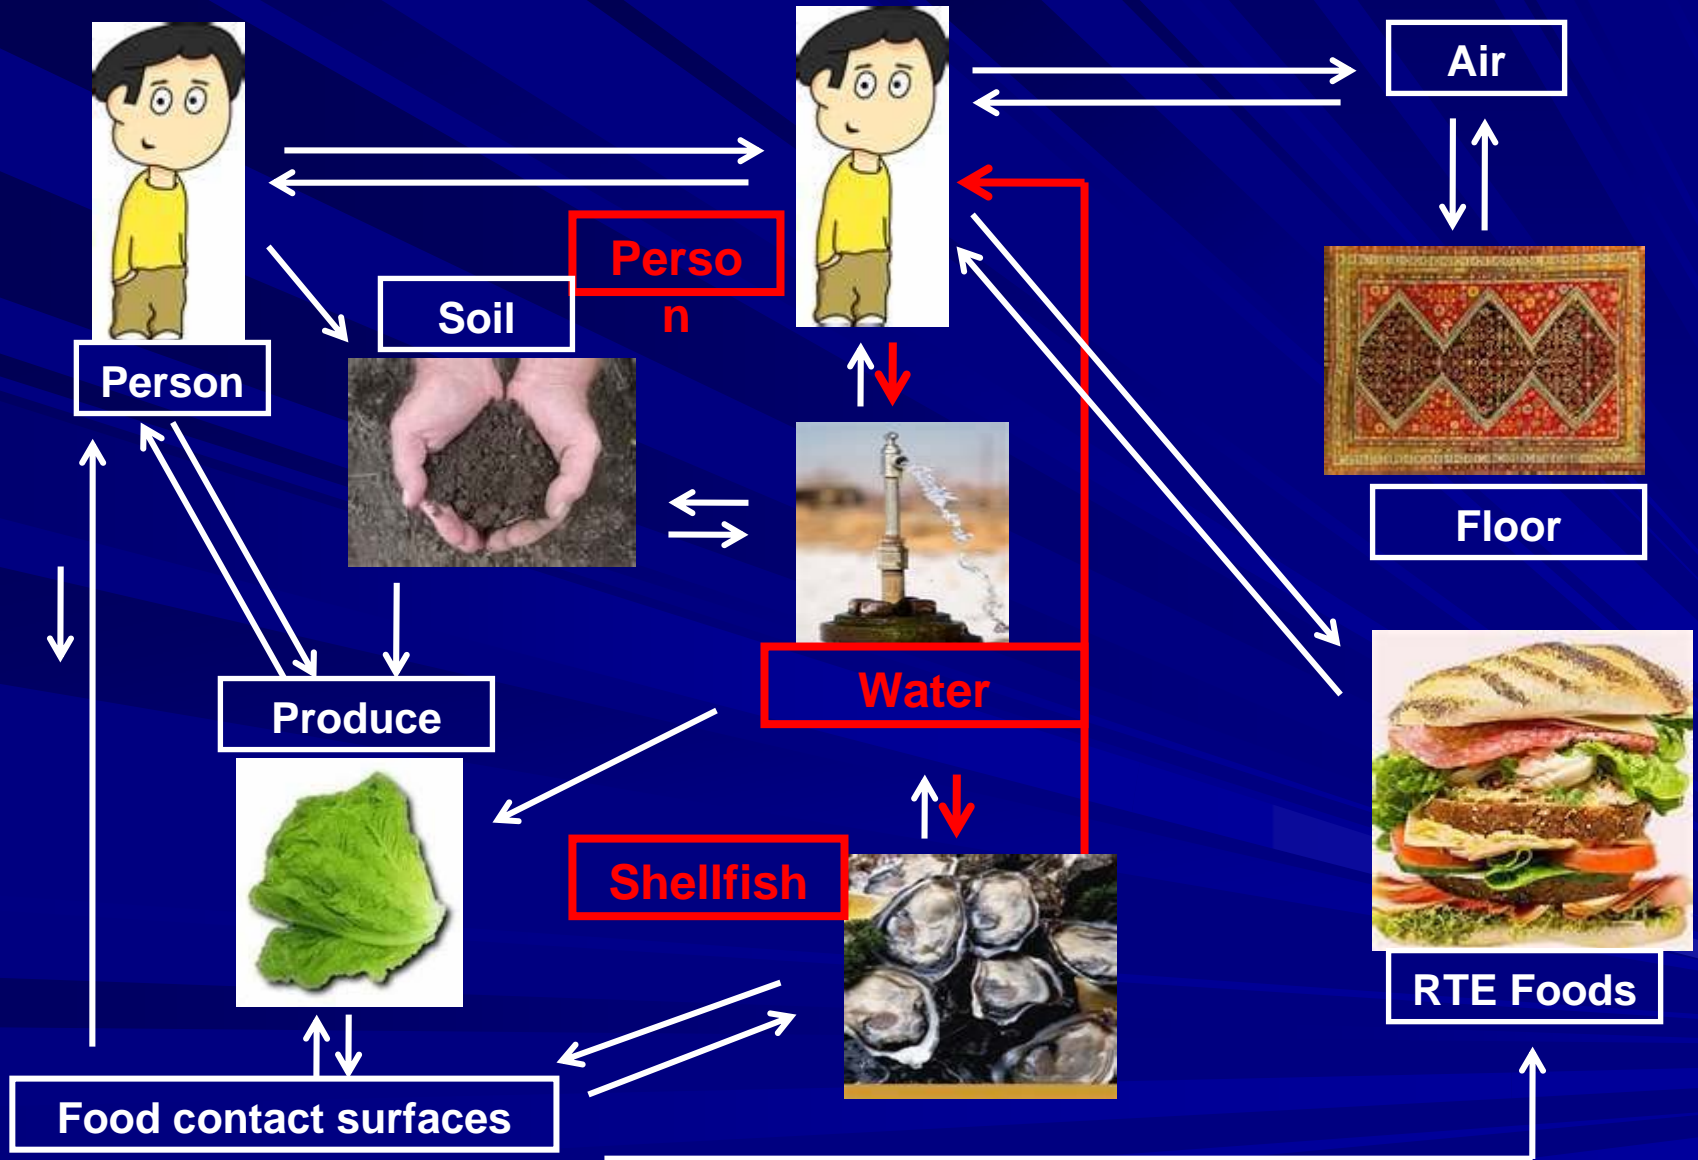 Air
Perso
n
Soil
Person
Floor
Water
Produce
Shellfish
RTE Foods
Food contact surfaces